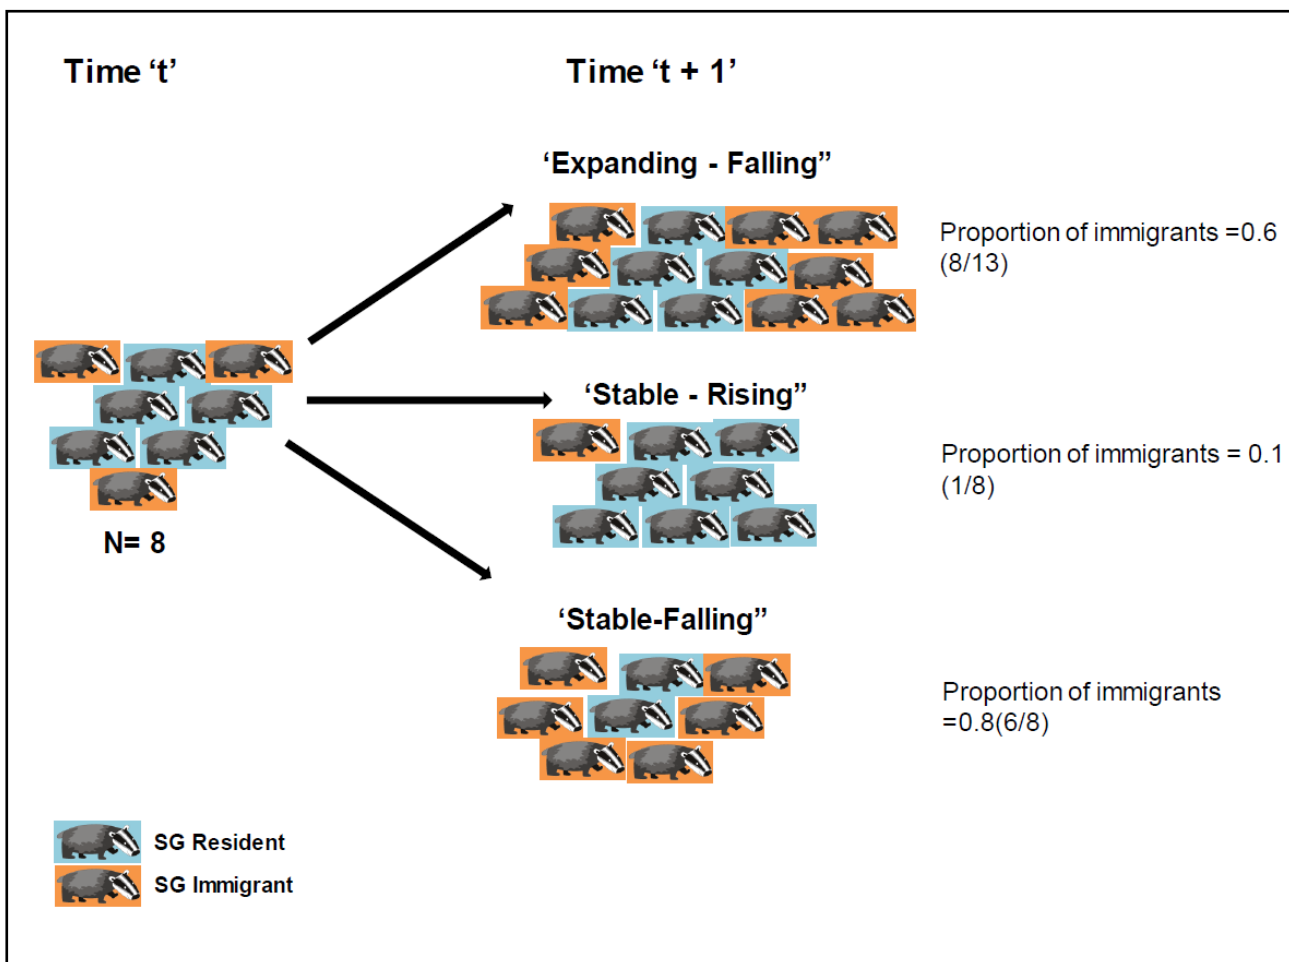 Time ‘t’
Time ‘t + 1’
‘Expanding - Falling”
Proportion of immigrants =0.6
(8/13)
‘Stable - Rising”
Proportion of immigrants = 0.1
(1/8)
N= 8
‘Stable-Falling”
Proportion of immigrants
=0.8(6/8)
SG Resident
SG Immigrant